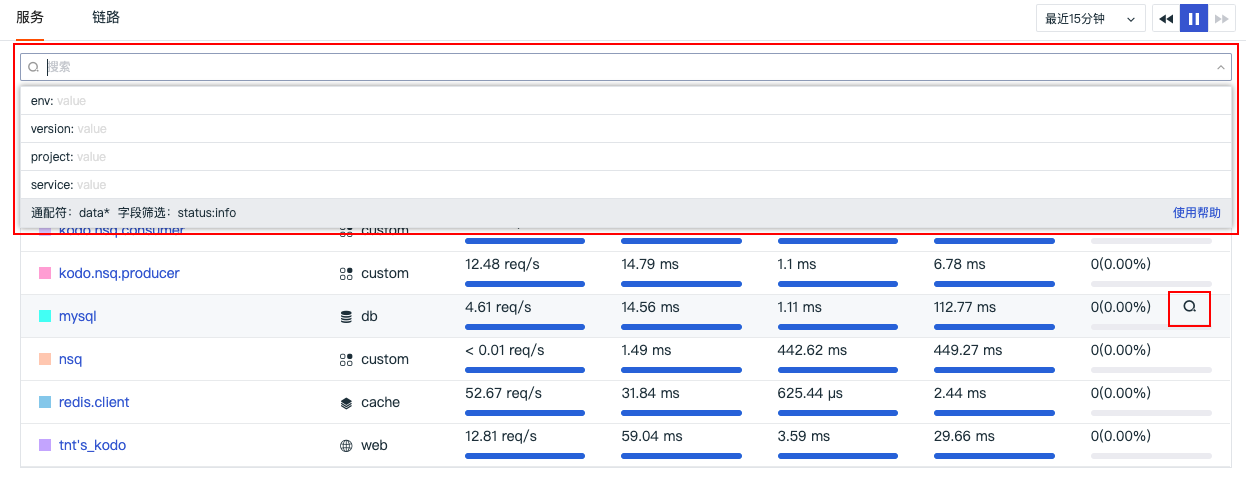 服务 链路 最近15分钟
搜索
env: value
version: value
project: value
service: value
通配符：data* 字段筛选：status:info 使用帮助
kodo.nsq.consumer custom
kodo.nsq.producer custom 12.48 req/s 14.79 ms 1.1 ms 6.78 ms 0(0.00%)
mysql db 4.61 req/s 14.56 ms 1.11 ms 112.77 ms 0(0.00%)
nsq custom < 0.01 req/s 1.49 ms 442.62 ms 449.27 ms 0(0.00%)
redis.client cache 52.67 req/s 31.84 ms 625.44 µs 2.44 ms 0(0.00%)
tnt's_kodo web 12.81 req/s 59.04 ms 3.59 ms 29.66 ms 0(0.00%)